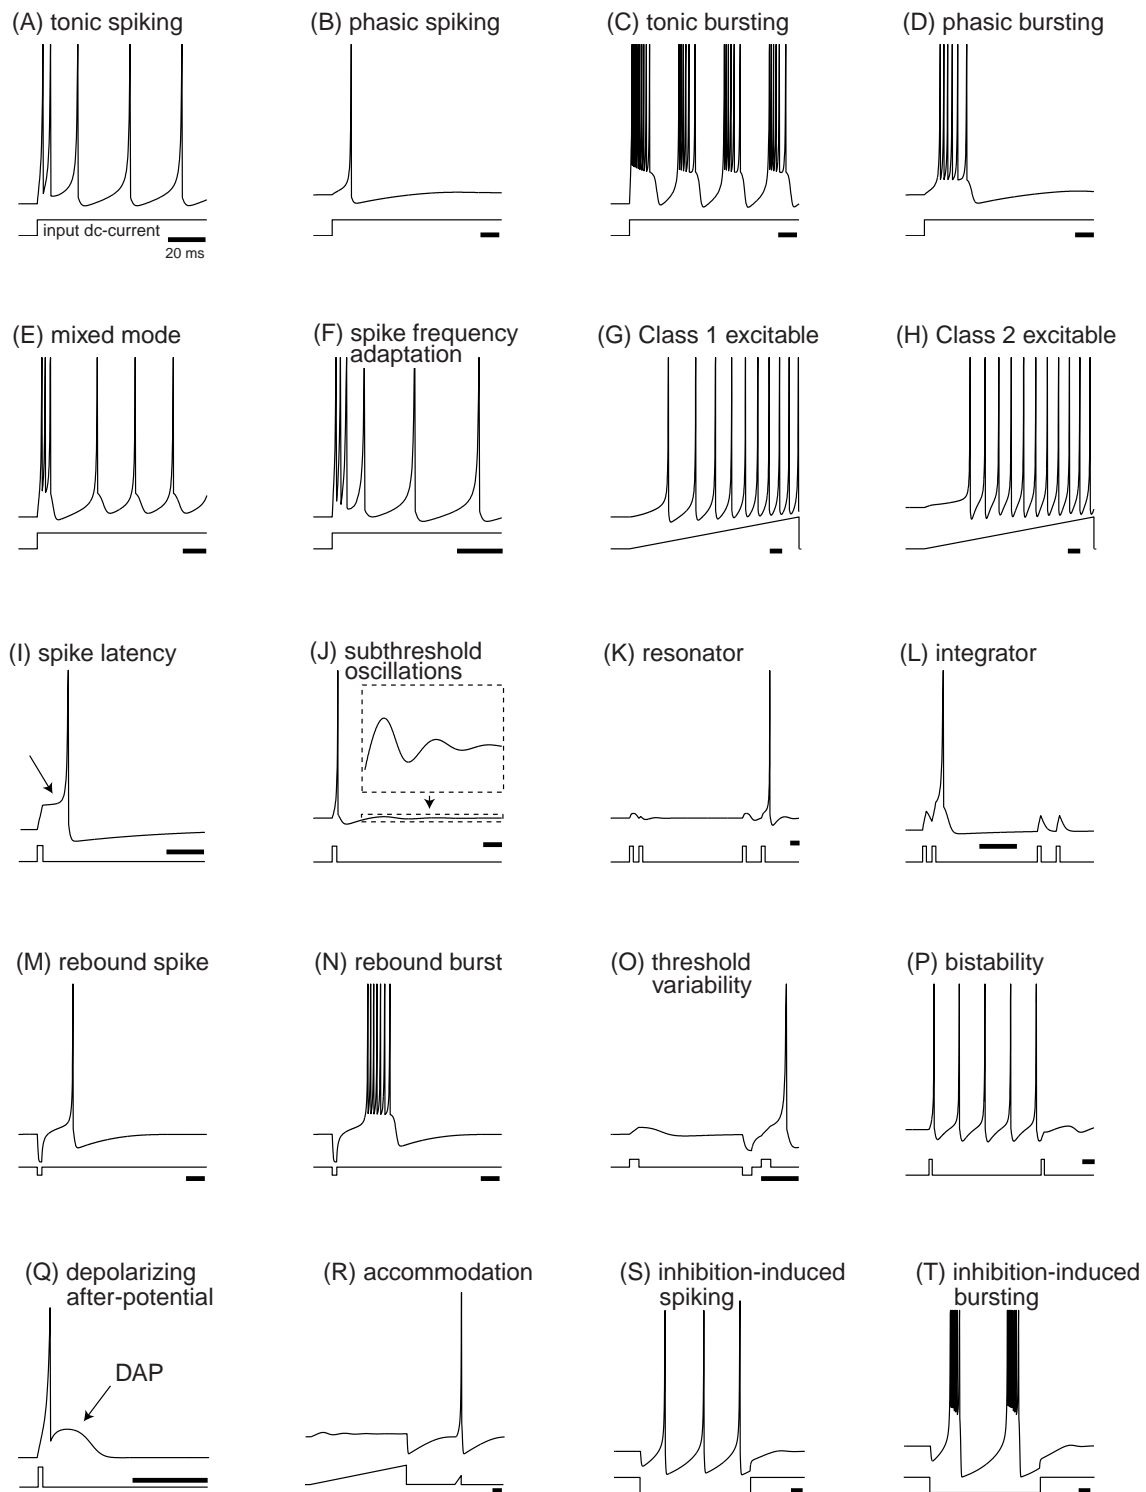 (A) tonic spiking
(B) phasic spiking
(C) tonic bursting
(D) phasic bursting
input dc-current
20 ms
(E) mixed mode
(F) spike frequency
adaptation
(G) Class 1 excitable
(H) Class 2 excitable
(I) spike latency
(J) subthreshold
oscillations
(K) resonator
(L) integrator
(M) rebound spike
(N) rebound burst
(O) threshold
variability
(P) bistability
(Q) depolarizing
after-potential
DAP
(R) accommodation
(S) inhibition-induced
spiking
(T) inhibition-induced
bursting